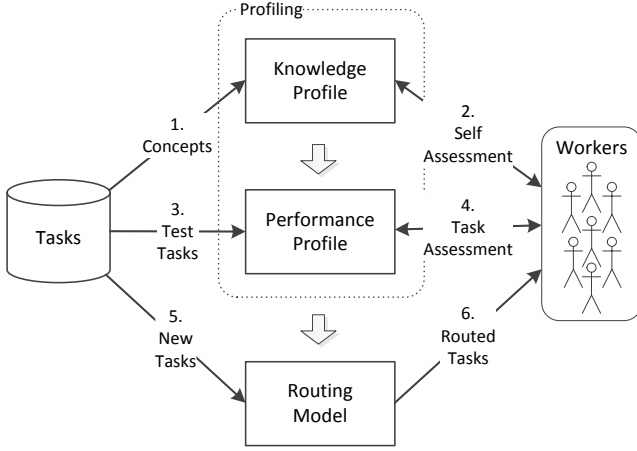 Profiling
Knowledge
Profile
1.
Concepts
2.
Self
Assessment
Workers
Tasks
3.
Test
Tasks
Performance
Profile
4.
Task
Assessment
5.
New
Tasks
Routing
Model
6.
Routed
Tasks